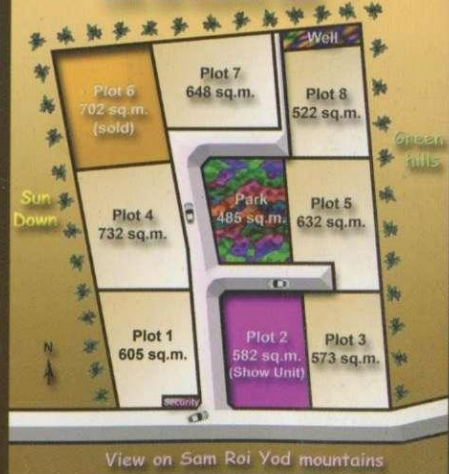 Well
Plot 7
648 sq.m.
Plot 6
702 sq.m.
(sold)
Plot 8
522 sq.m.
Green
hills
Park
485 sq.m.
Sun
Down
Plot 4
732 sq.m.
Plot 5
632 sq.m.
N
Plot 1
605 sq.m.
Plot 2
582 sq.m.
(Show Unit)
Plot 3
573 sq.m.
Security
View on Sam Roi Yod mountains